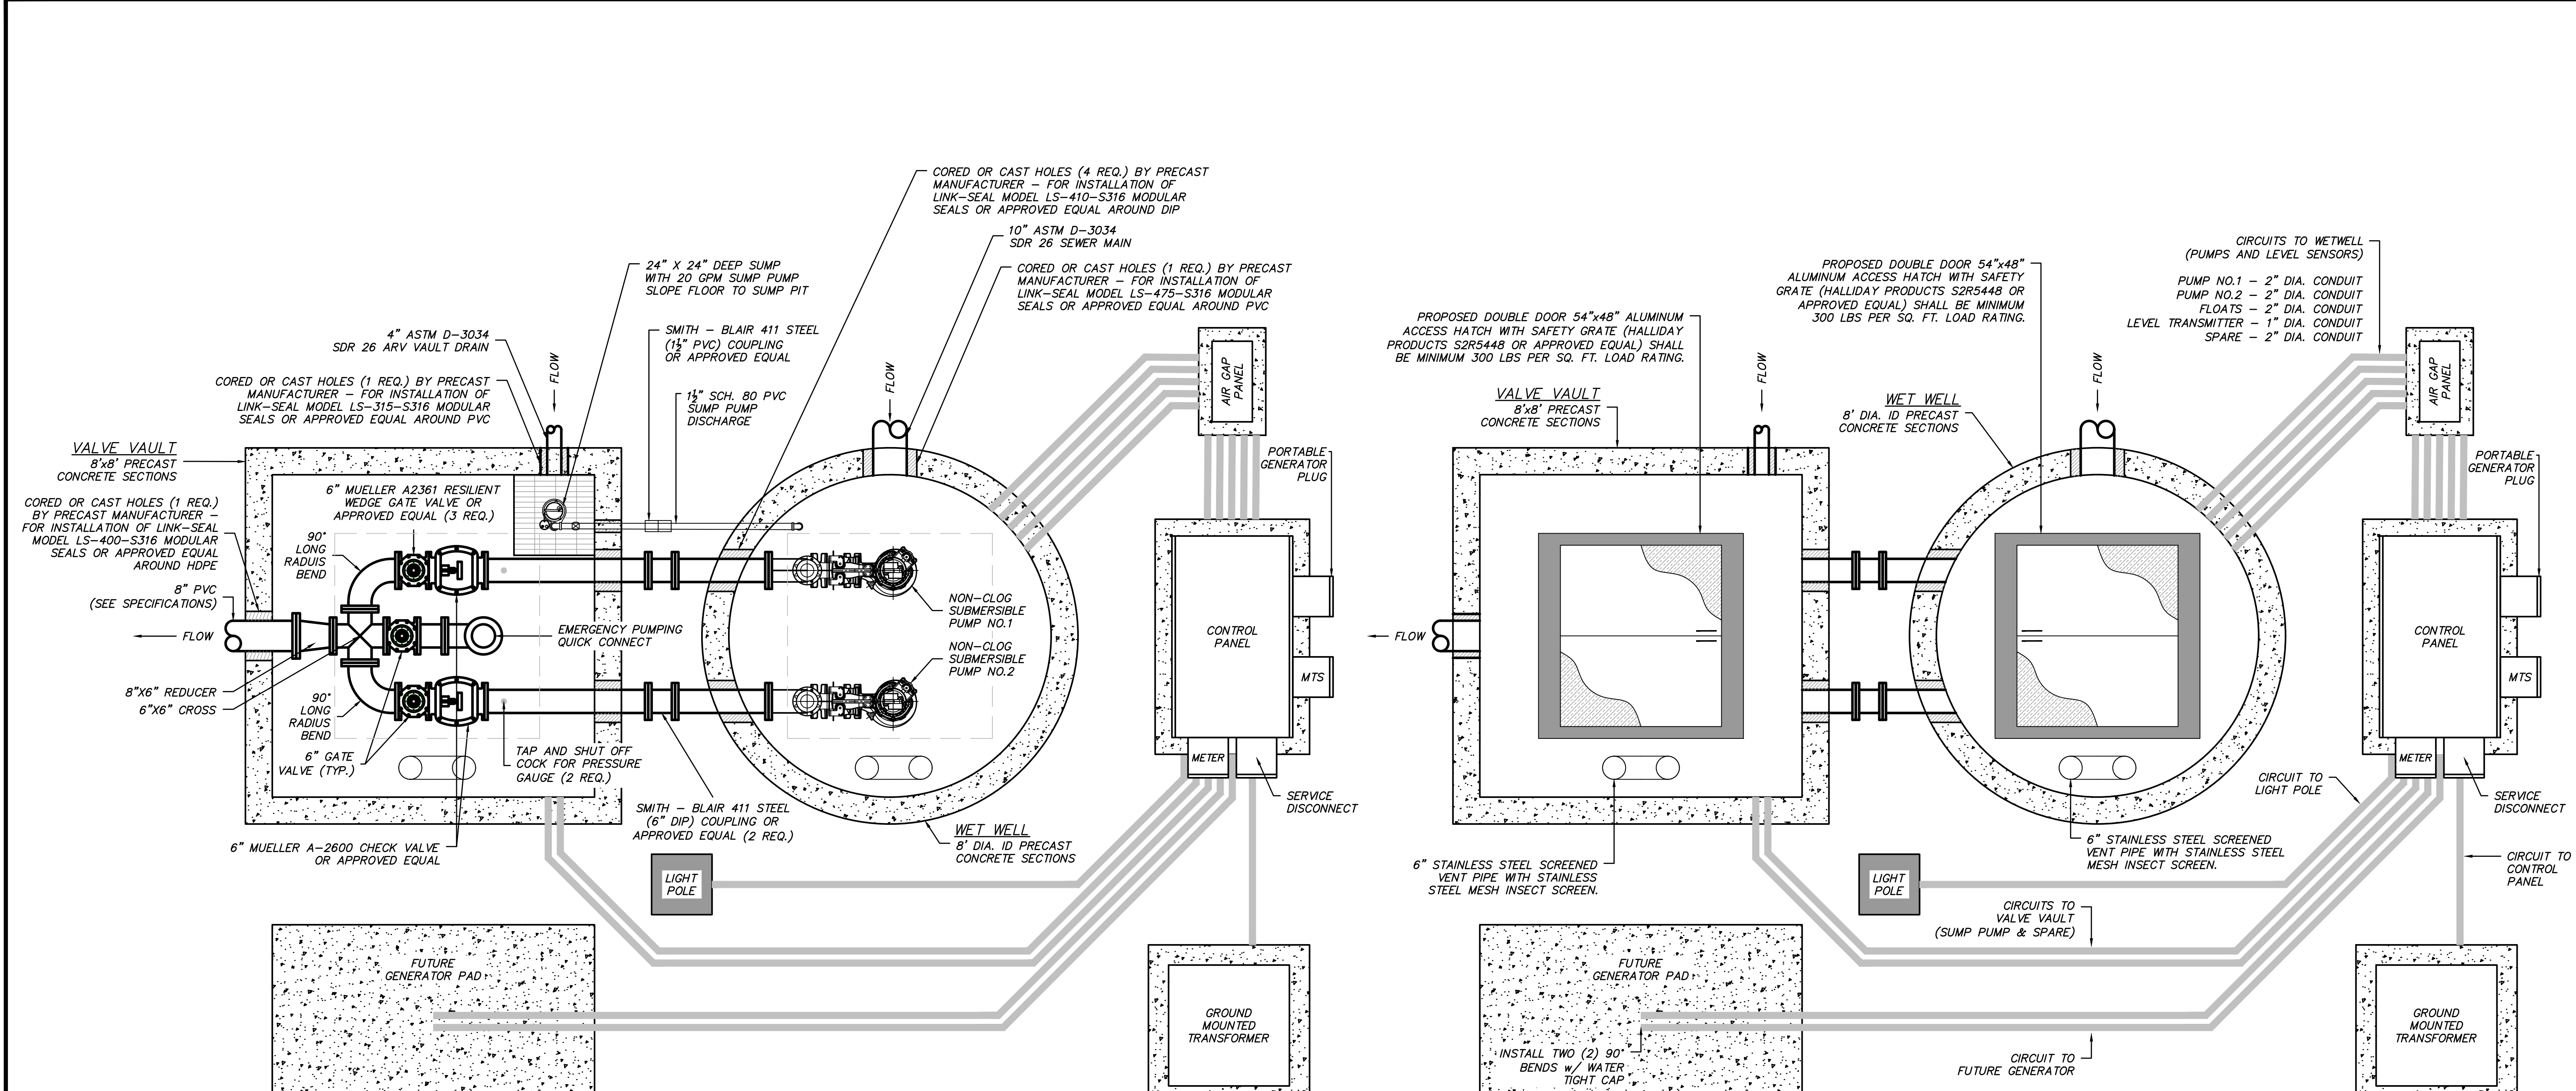 CORED OR CAST HOLES (4 REQ.) BY PRECAST
MANUFACTURER – FOR INSTALLATION OF
LINK-SEAL MODEL LS-410-S316 MODULAR
SEALS OR APPROVED EQUAL AROUND DIP
10" ASTM D-3034
SDR 26 SEWER MAIN
24" X 24" DEEP SUMP
WITH 20 GPM SUMP PUMP
SLOPE FLOOR TO SUMP PIT
CORED OR CAST HOLES (1 REQ.) BY PRECAST
MANUFACTURER – FOR INSTALLATION OF
LINK-SEAL MODEL LS-475-S316 MODULAR
SEALS OR APPROVED EQUAL AROUND PVC
4" ASTM D-3034
SDR 26 ARV VAULT DRAIN
SMITH – BLAIR 411 STEEL
(1½" PVC) COUPLING
OR APPROVED EQUAL
CORED OR CAST HOLES (1 REQ.) BY PRECAST
MANUFACTURER – FOR INSTALLATION OF
LINK-SEAL MODEL LS-315-S316 MODULAR
SEALS OR APPROVED EQUAL AROUND PVC
FLOW
1½" SCH. 80 PVC
SUMP PUMP
DISCHARGE
FLOW
AIR GAP
PANEL
VALVE VAULT
8'x8' PRECAST
CONCRETE SECTIONS
CORED OR CAST HOLES (1 REQ.)
BY PRECAST MANUFACTURER –
FOR INSTALLATION OF LINK-SEAL
MODEL LS-400-S316 MODULAR
SEALS OR APPROVED EQUAL
AROUND HDPE
6" MUELLER A2361 RESILIENT
WEDGE GATE VALVE OR
APPROVED EQUAL (3 REQ.)
90°
LONG
RADUIS
BEND
8" PVC
(SEE SPECIFICATIONS)
FLOW
8"X6" REDUCER
6"X6" CROSS
90°
LONG
RADIUS
BEND
6" GATE
VALVE (TYP.)
6" MUELLER A-2600 CHECK VALVE
OR APPROVED EQUAL
EMERGENCY PUMPING
QUICK CONNECT
TAP AND SHUT OFF
COCK FOR PRESSURE
GAUGE (2 REQ.)
SMITH – BLAIR 411 STEEL
(6" DIP) COUPLING OR
APPROVED EQUAL (2 REQ.)
NON-CLOG
SUBMERSIBLE
PUMP NO.1
NON-CLOG
SUBMERSIBLE
PUMP NO.2
WET WELL
8' DIA. ID PRECAST
CONCRETE SECTIONS
PORTABLE
GENERATOR
PLUG
CONTROL
PANEL
MTS
METER
SERVICE
DISCONNECT
LIGHT
POLE
FUTURE
GENERATOR PAD
GROUND
MOUNTED
TRANSFORMER
CIRCUITS TO WETWELL
(PUMPS AND LEVEL SENSORS)
PUMP NO.1 – 2" DIA. CONDUIT
PUMP NO.2 – 2" DIA. CONDUIT
FLOATS – 2" DIA. CONDUIT
LEVEL TRANSMITTER – 1" DIA. CONDUIT
SPARE – 2" DIA. CONDUIT
PROPOSED DOUBLE DOOR 54"x48"
ALUMINUM ACCESS HATCH WITH SAFETY
GRATE (HALLIDAY PRODUCTS S2R5448 OR
APPROVED EQUAL) SHALL BE MINIMUM
300 LBS PER SQ. FT. LOAD RATING.
PROPOSED DOUBLE DOOR 54"x48" ALUMINUM
ACCESS HATCH WITH SAFETY GRATE (HALLIDAY
PRODUCTS S2R5448 OR APPROVED EQUAL) SHALL
BE MINIMUM 300 LBS PER SQ. FT. LOAD RATING.
VALVE VAULT
8'x8' PRECAST
CONCRETE SECTIONS
FLOW
WET WELL
8' DIA. ID PRECAST
CONCRETE SECTIONS
FLOW
AIR GAP
PANEL
PORTABLE
GENERATOR
PLUG
FLOW
CONTROL
PANEL
MTS
METER
CIRCUIT TO
LIGHT POLE
SERVICE
DISCONNECT
6" STAINLESS STEEL SCREENED
VENT PIPE WITH STAINLESS
STEEL MESH INSECT SCREEN.
6" STAINLESS STEEL SCREENED
VENT PIPE WITH STAINLESS STEEL
MESH INSECT SCREEN.
CIRCUIT TO
CONTROL
PANEL
LIGHT
POLE
CIRCUITS TO
VALVE VAULT
(SUMP PUMP & SPARE)
FUTURE
GENERATOR PAD
INSTALL TWO (2) 90°
BENDS w/ WATER
TIGHT CAP
CIRCUIT TO
FUTURE GENERATOR
GROUND
MOUNTED
TRANSFORMER